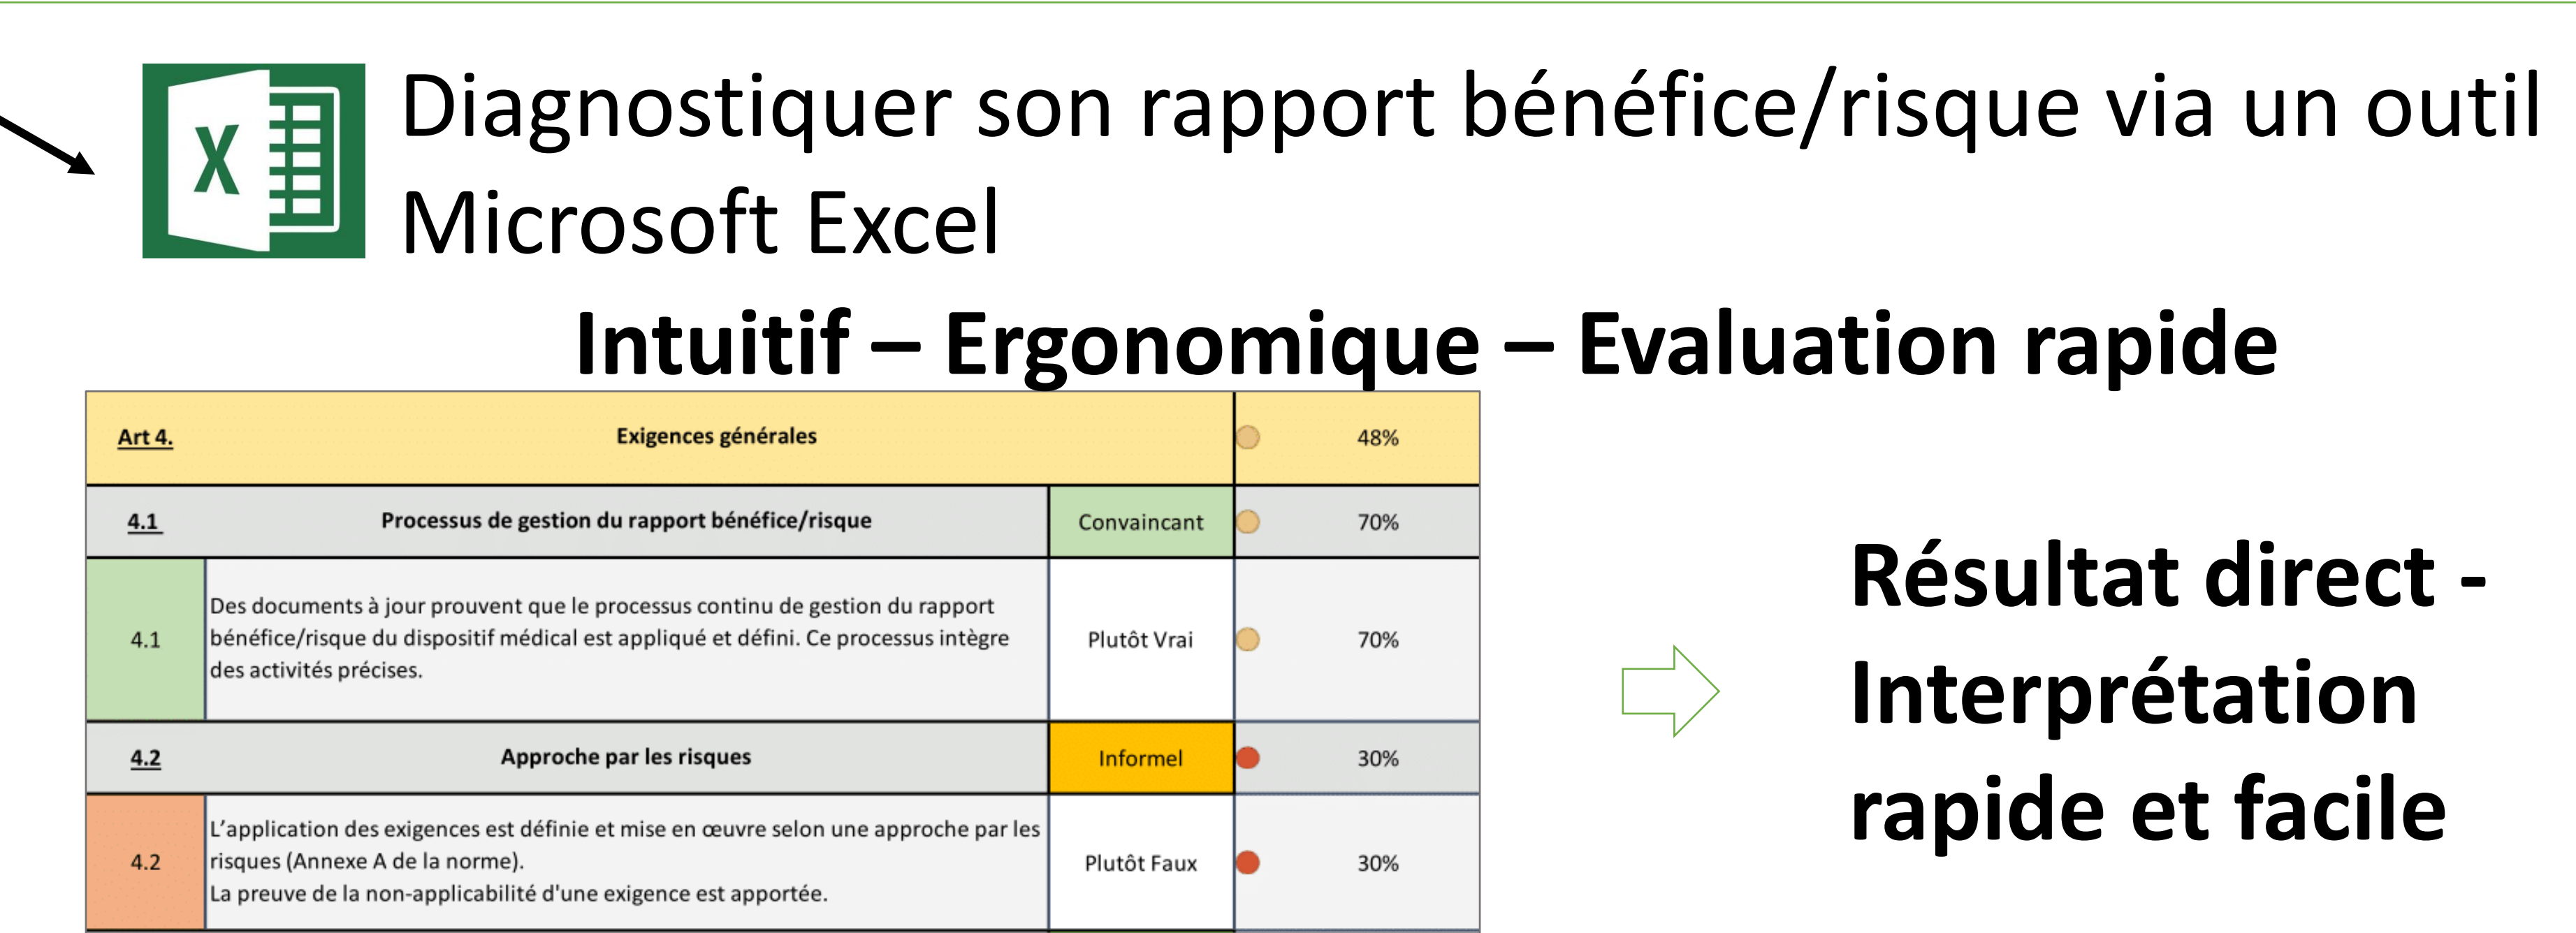 X
Diagnostiquer son rapport bénéfice/risque via un outil
Microsoft Excel
Intuitif – Ergonomique – Evaluation rapide
Art 4. Exigences générales 48%
4.1 Processus de gestion du rapport bénéfice/risque Convaincant 70%
Des documents à jour prouvent que le processus continu de gestion du rapport
4.1 bénéfice/risque du dispositif médical est appliqué et défini. Ce processus intègre Plutôt Vrai 70%
des activités précises.
4.2 Approche par les risques Informel 30%
L'application des exigences est définie et mise en œuvre selon une approche par les
4.2 risques (Annexe A de la norme). Plutôt Faux 30%
La preuve de la non-applicabilité d'une exigence est apportée.
Résultat direct -
Interprétation
rapide et facile